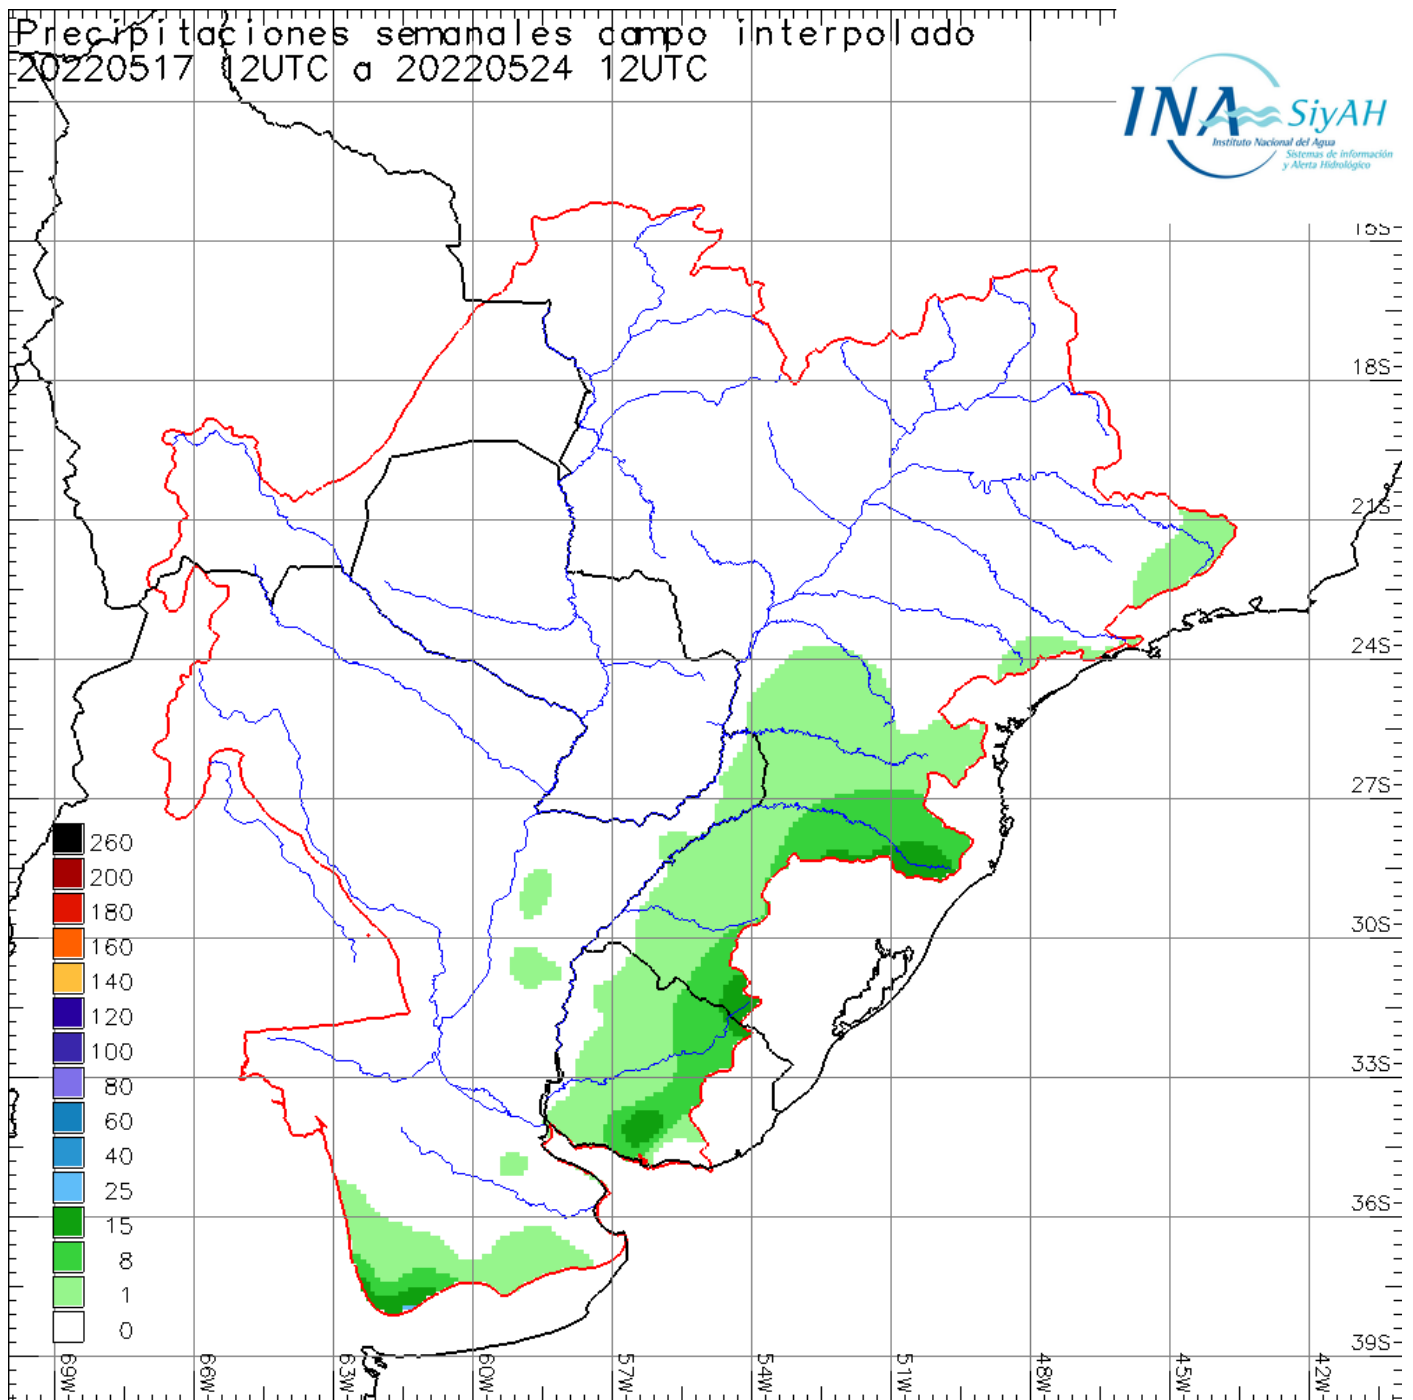 Precipitaciones semanales campo interpolado
20220517 12UTC a 20220524 12UTC
INA SiyAH
Instituto Nacional del Agua
Sistemas de información
y Alerta Hidrológico
15S
18S
21S
24S
27S
30S
33S
36S
39S
260
200
180
160
140
120
100
80
60
40
25
15
8
1
0
69W 66W 63W 60W 57W 54W 51W 48W 45W 42W